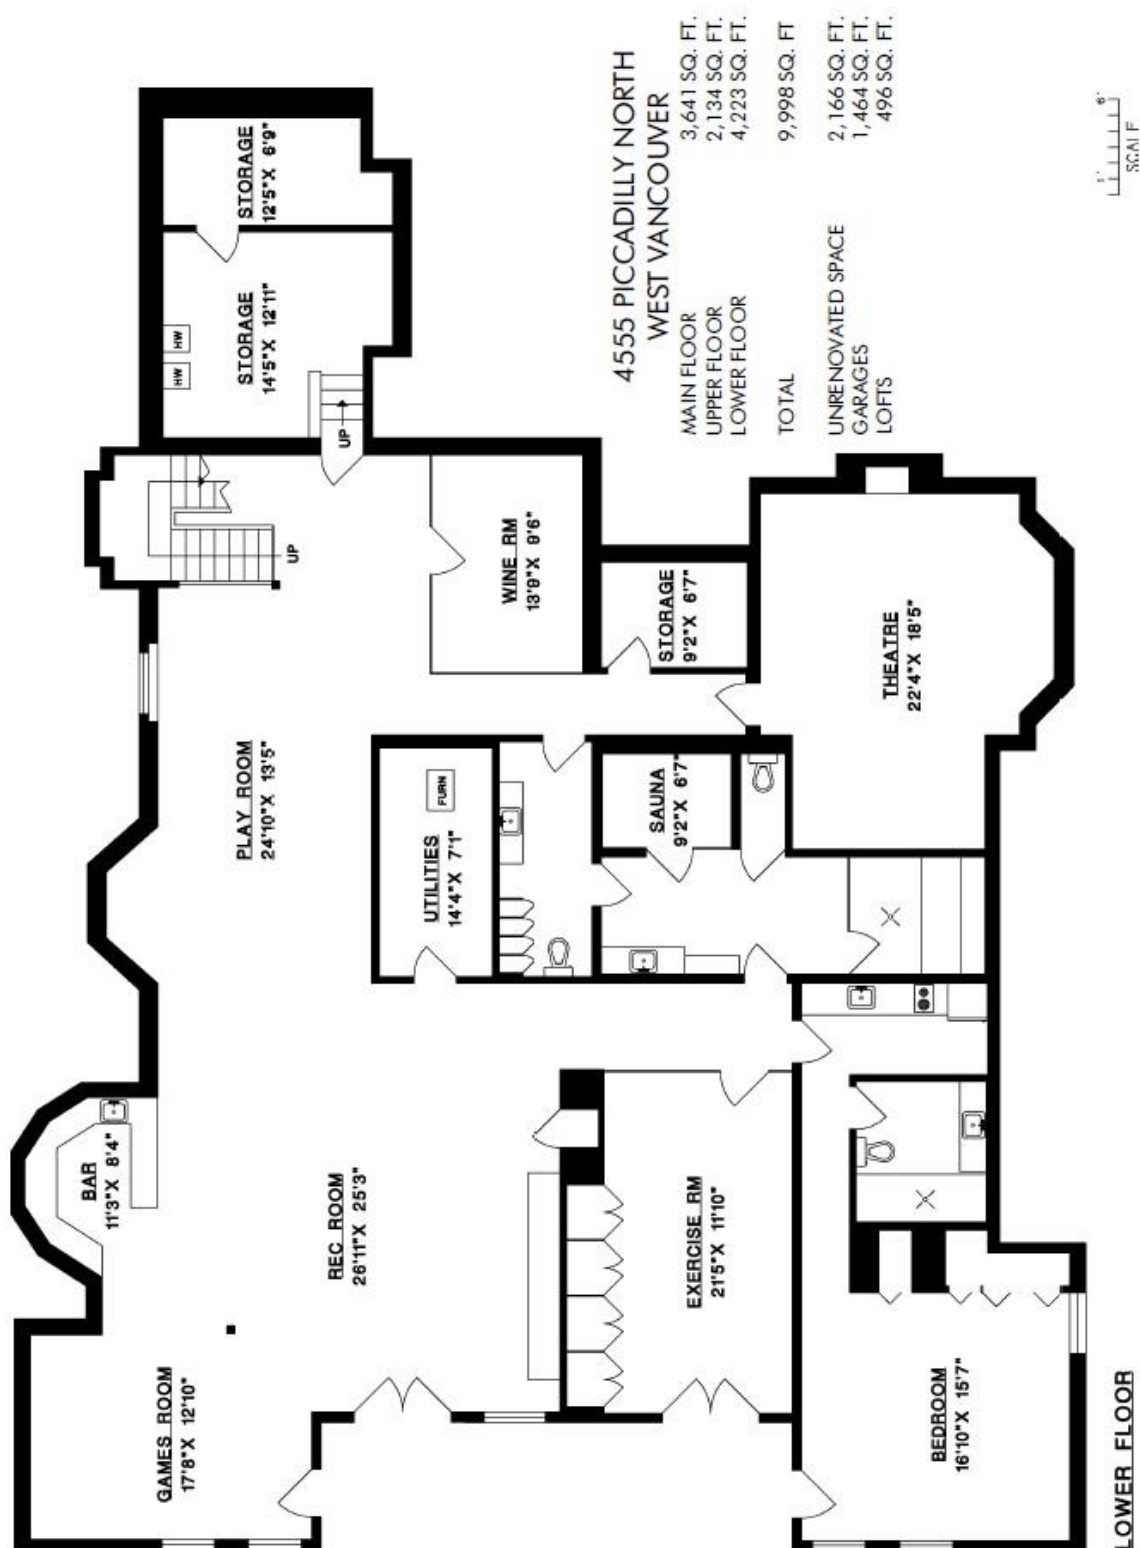 BAR
11'3"X 8'4"
GAMES ROOM
17'8"X 12'10"
HW
HW
STORAGE
14'5"X 12'11"
STORAGE
12'5"X 6'9"
PLAY ROOM
24'10"X 13'5"
UP
UP
REC ROOM
26'11"X 25'3"
UTILITIES
14'4"X 7'1"
FURN
WINE RM
13'9"X 9'6"
SAUNA
9'2"X 6'7"
STORAGE
9'2"X 6'7"
EXERCISE RM
21'5"X 11'10"
THEATRE
22'4"X 18'5"
BEDROOM
16'10"X 15'7"
4555 PICCADILLY NORTH
WEST VANCOUVER
MAIN FLOOR 3,641 SQ. FT.
UPPER FLOOR 2,134 SQ. FT.
LOWER FLOOR 4,223 SQ. FT.
TOTAL 9,998 SQ. FT
UNRENOVATED SPACE 2,166 SQ. FT.
GARAGES 1,464 SQ. FT.
LOFTS 496 SQ. FT.
1' 6'
SCALE
LOWER FLOOR